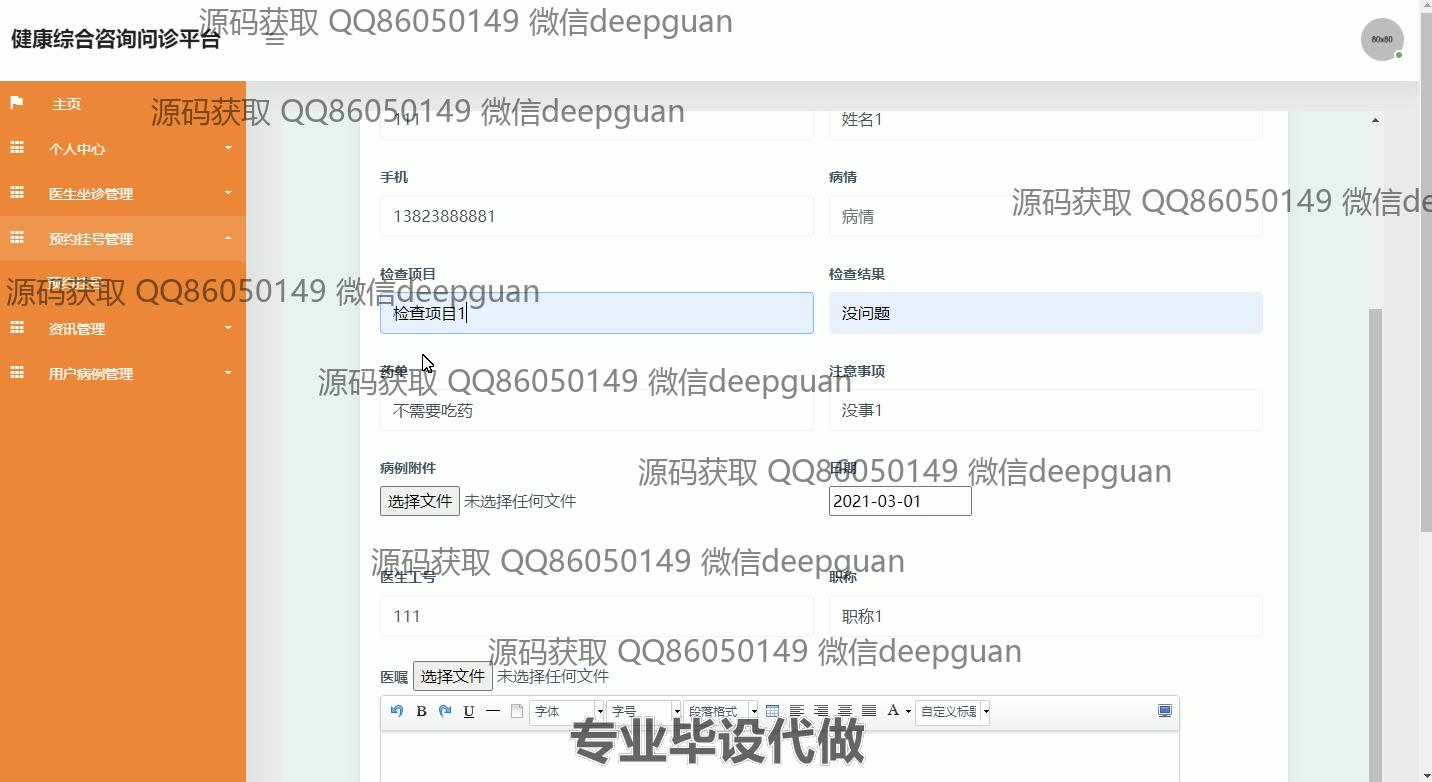 源码获取 QQ86050149 微信deepguan
健康综合咨询问诊平台
80x80
主页
源码获取 QQ86050149 微信deepguan
111
姓名1
个人中心
手机
病情
医生坐诊管理
源码获取 QQ86050149 微信de
13823888881
病情
预约挂号管理
检查项目
检查结果
预约挂号
源码获取 QQ86050149 微信deepguan
检查项目1
没问题
资讯管理
药单
注意事项
用户病例管理
源码获取 QQ86050149 微信deepguan
不需要吃药
没事1
病例附件
日期
源码获取 QQ86050149 微信deepguan
选择文件 未选择任何文件
2021-03-01
源码获取 QQ86050149 微信deepguan
医生工号
职称
111
职称1
源码获取 QQ86050149 微信deepguan
医嘱 选择文件 未选择任何文件
B U 字体 字号 段落格式 A 自定义标题
专业毕设代做